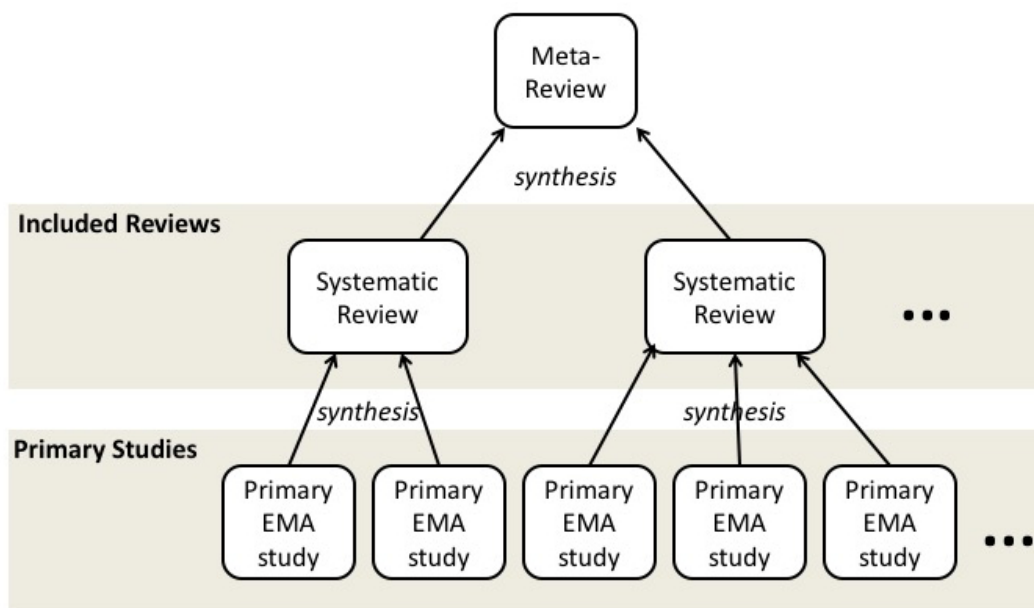 Meta-
Review
synthesis
Included Reviews
Systematic
Review
Systematic
Review
...
synthesis
synthesis
Primary Studies
Primary
EMA
study
Primary
EMA
study
Primary
EMA
study
Primary
EMA
study
Primary
EMA
study
...